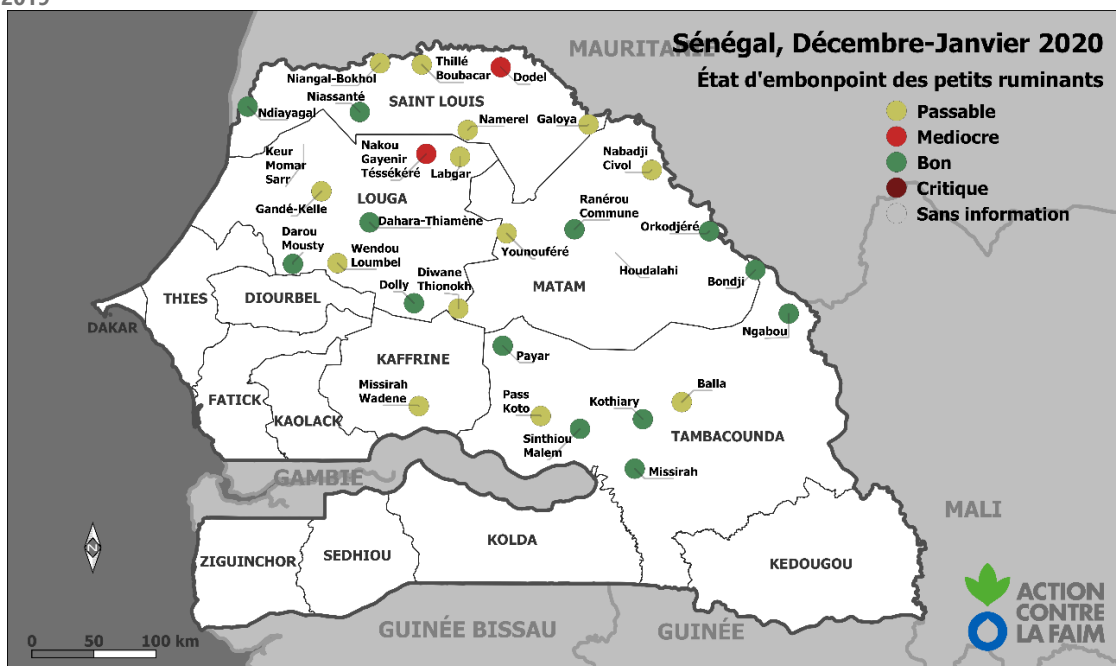 2019
MAURITANIE
Sénégal, Décembre-Janvier 2020
État d'embonpoint des petits ruminants
Passable
Mediocre
Bon
Critique
Sans information
Niangal-Bokhol
Thillé
Boubacar
Dodel
Niassanté
SAINT LOUIS
Ndiayagal
Namerel
Galoya
Keur
Momar
Sarr
Nakou
Gayenir
Téssékéré
Labgar
Nabadji
Civol
LOUGA
Gandé-Kelle
Ranérou
Commune
Dahara-Thiamène
Orkodjéré
Darou
Mousty
Wendou
Loumbel
Younouféré
Houdalahi
Bondji
Diwane
Thionokh
Dolly
MATAM
THIES
DIOURBEL
DAKAR
Ngabou
KAFFRINE
Payar
Missirah
Wadene
Pass
Koto
Kothiary
Balla
FATICK
KAOLACK
Sinthiou
Malem
TAMBACOUNDA
GAMBIE
Missirah
MALI
N
ZIGUINCHOR
SEDHIOU
KOLDA
KEDOUGOU
ACTION
CONTRE
LA FAIM
GUINÉE BISSAU
GUINÉE
0 50 100 km